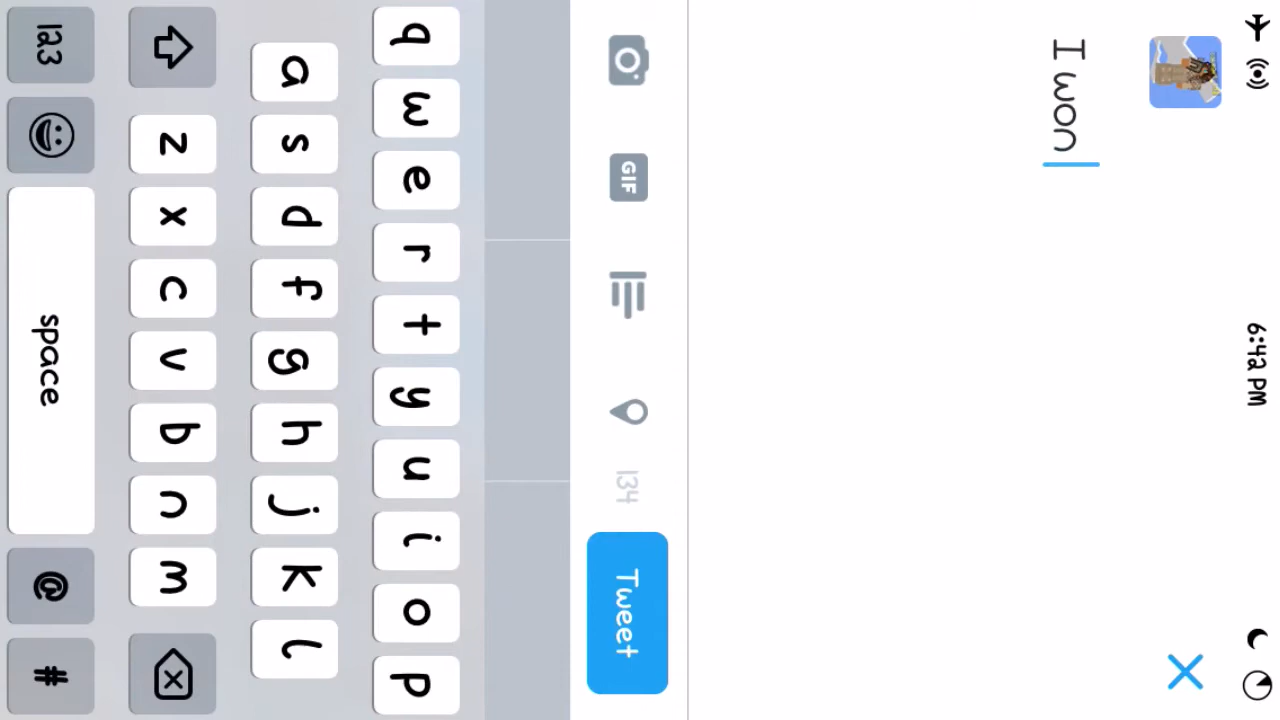 6:42 PM
I won
GIF
134
Tweet
q w e r t y u i o p
a s d f g h j k l
z x c v b n m
123
space
@
#